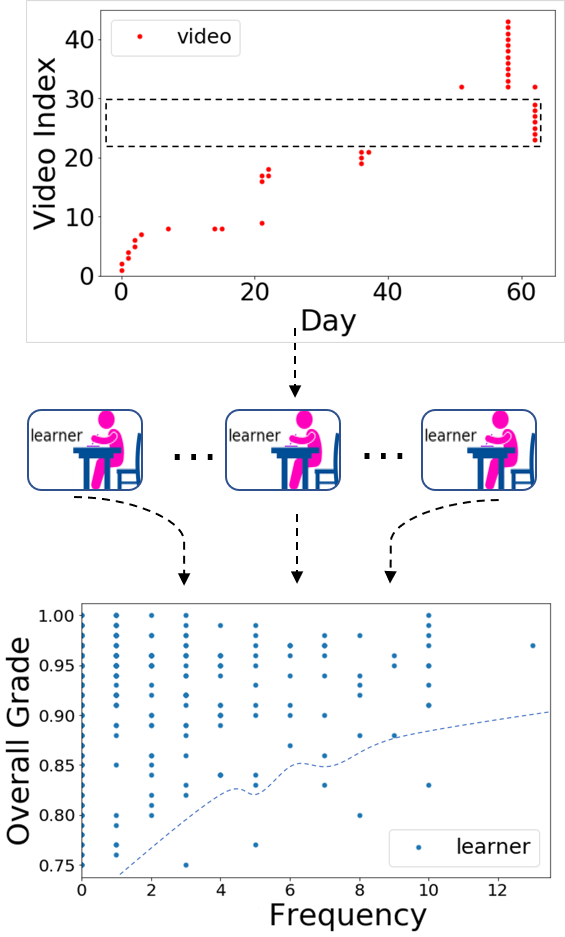 video
40
30
20
10
0
Video Index
0 20 40 60
Day
learner
learner
learner
1.00
0.95
0.90
0.85
0.80
0.75
Overall Grade
learner
0 2 4 6 8 10 12
Frequency